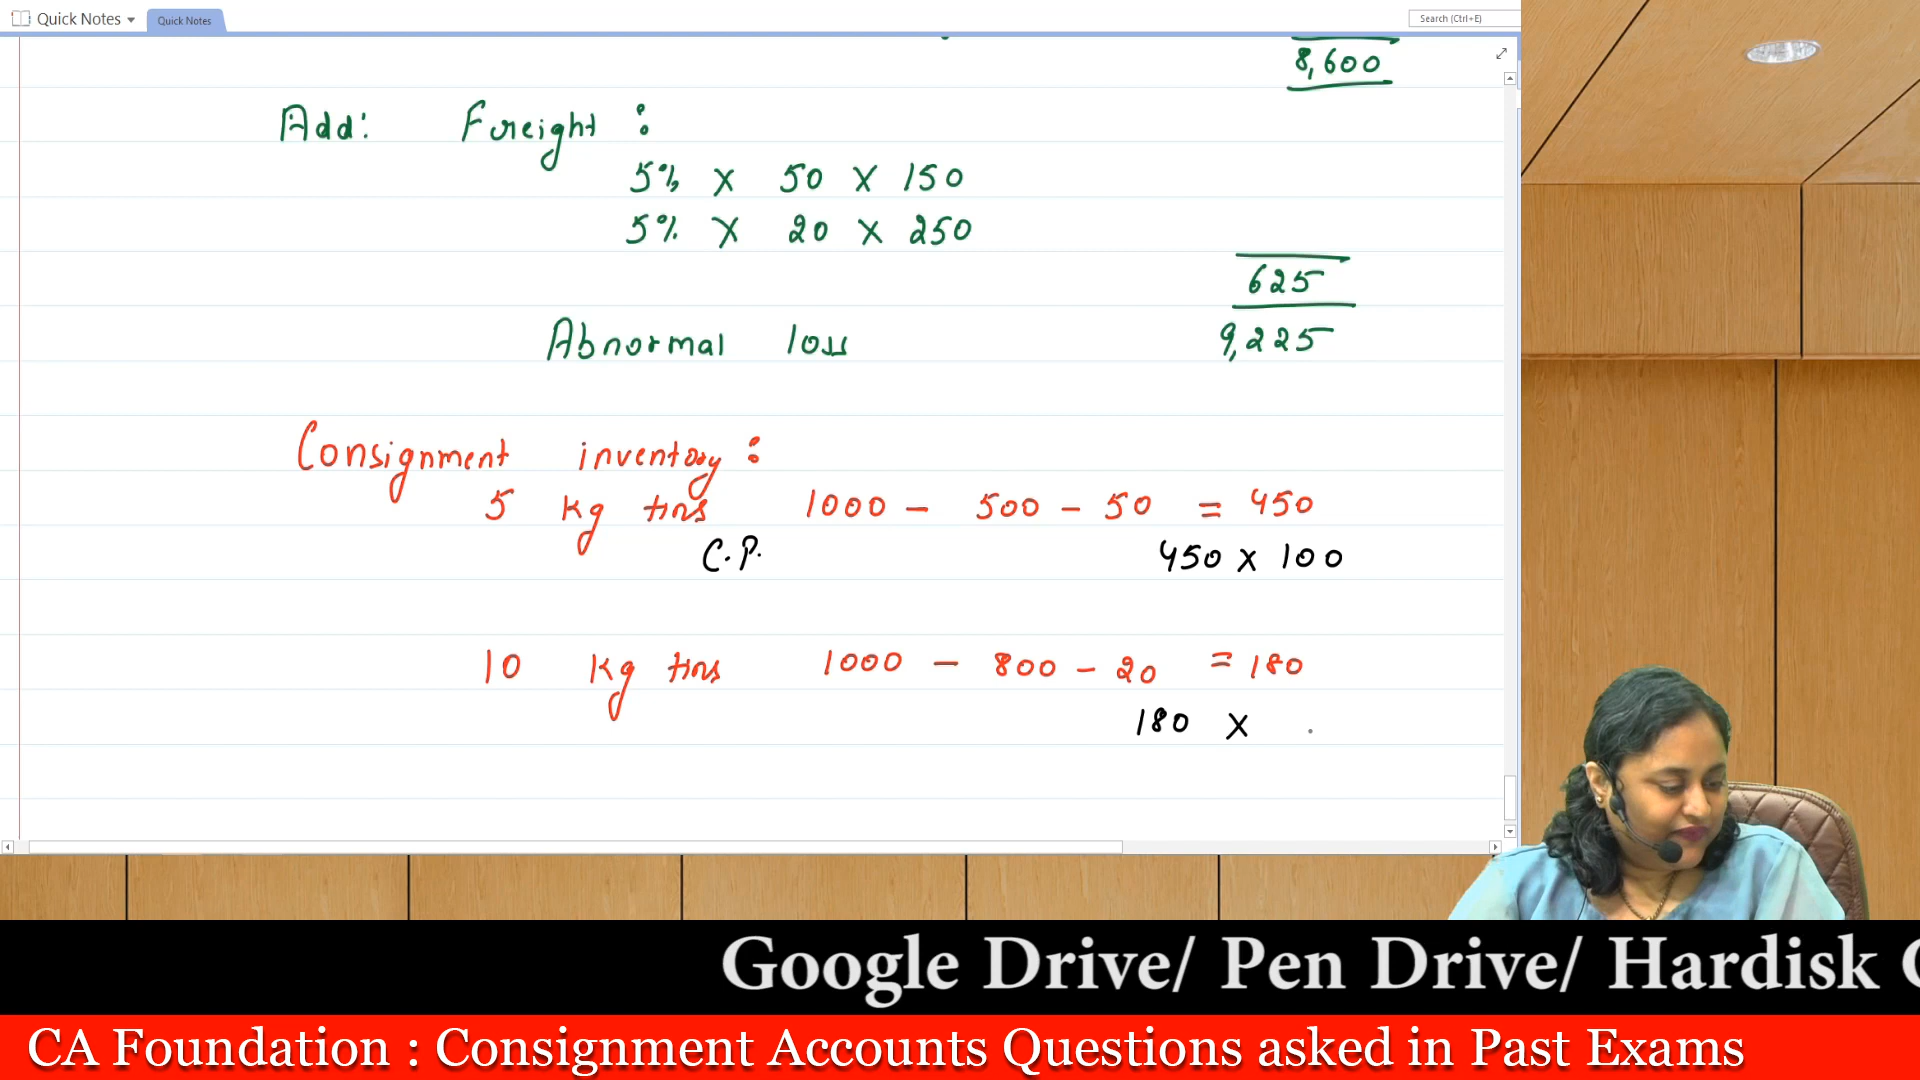 Quick Notes
Quick Notes
Search (Ctrl+E)
8,600
Add: Freight :
5% X 50 X 150
5% X 20 X 250
625
Abnormal loss 9,225
Consignment inventory :
5 kg tins 1000 - 500 - 50 = 450
C.P. 450 X 100
10 kg tins 1000 - 800 - 20 = 180
180 X
Google Drive/ Pen Drive/ Hardisk
CA Foundation : Consignment Accounts Questions asked in Past Exams